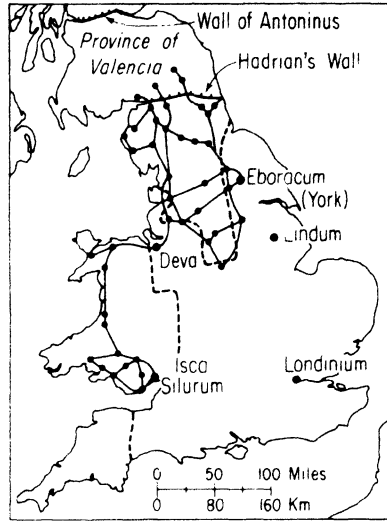 Wall of Antoninus
Province of
Valencia
Hadrian's Wall
Eboracum
(York)
Lindum
Deva
Isca
Silurum
Londinium
0 50 100 Miles
0 80 160 Km